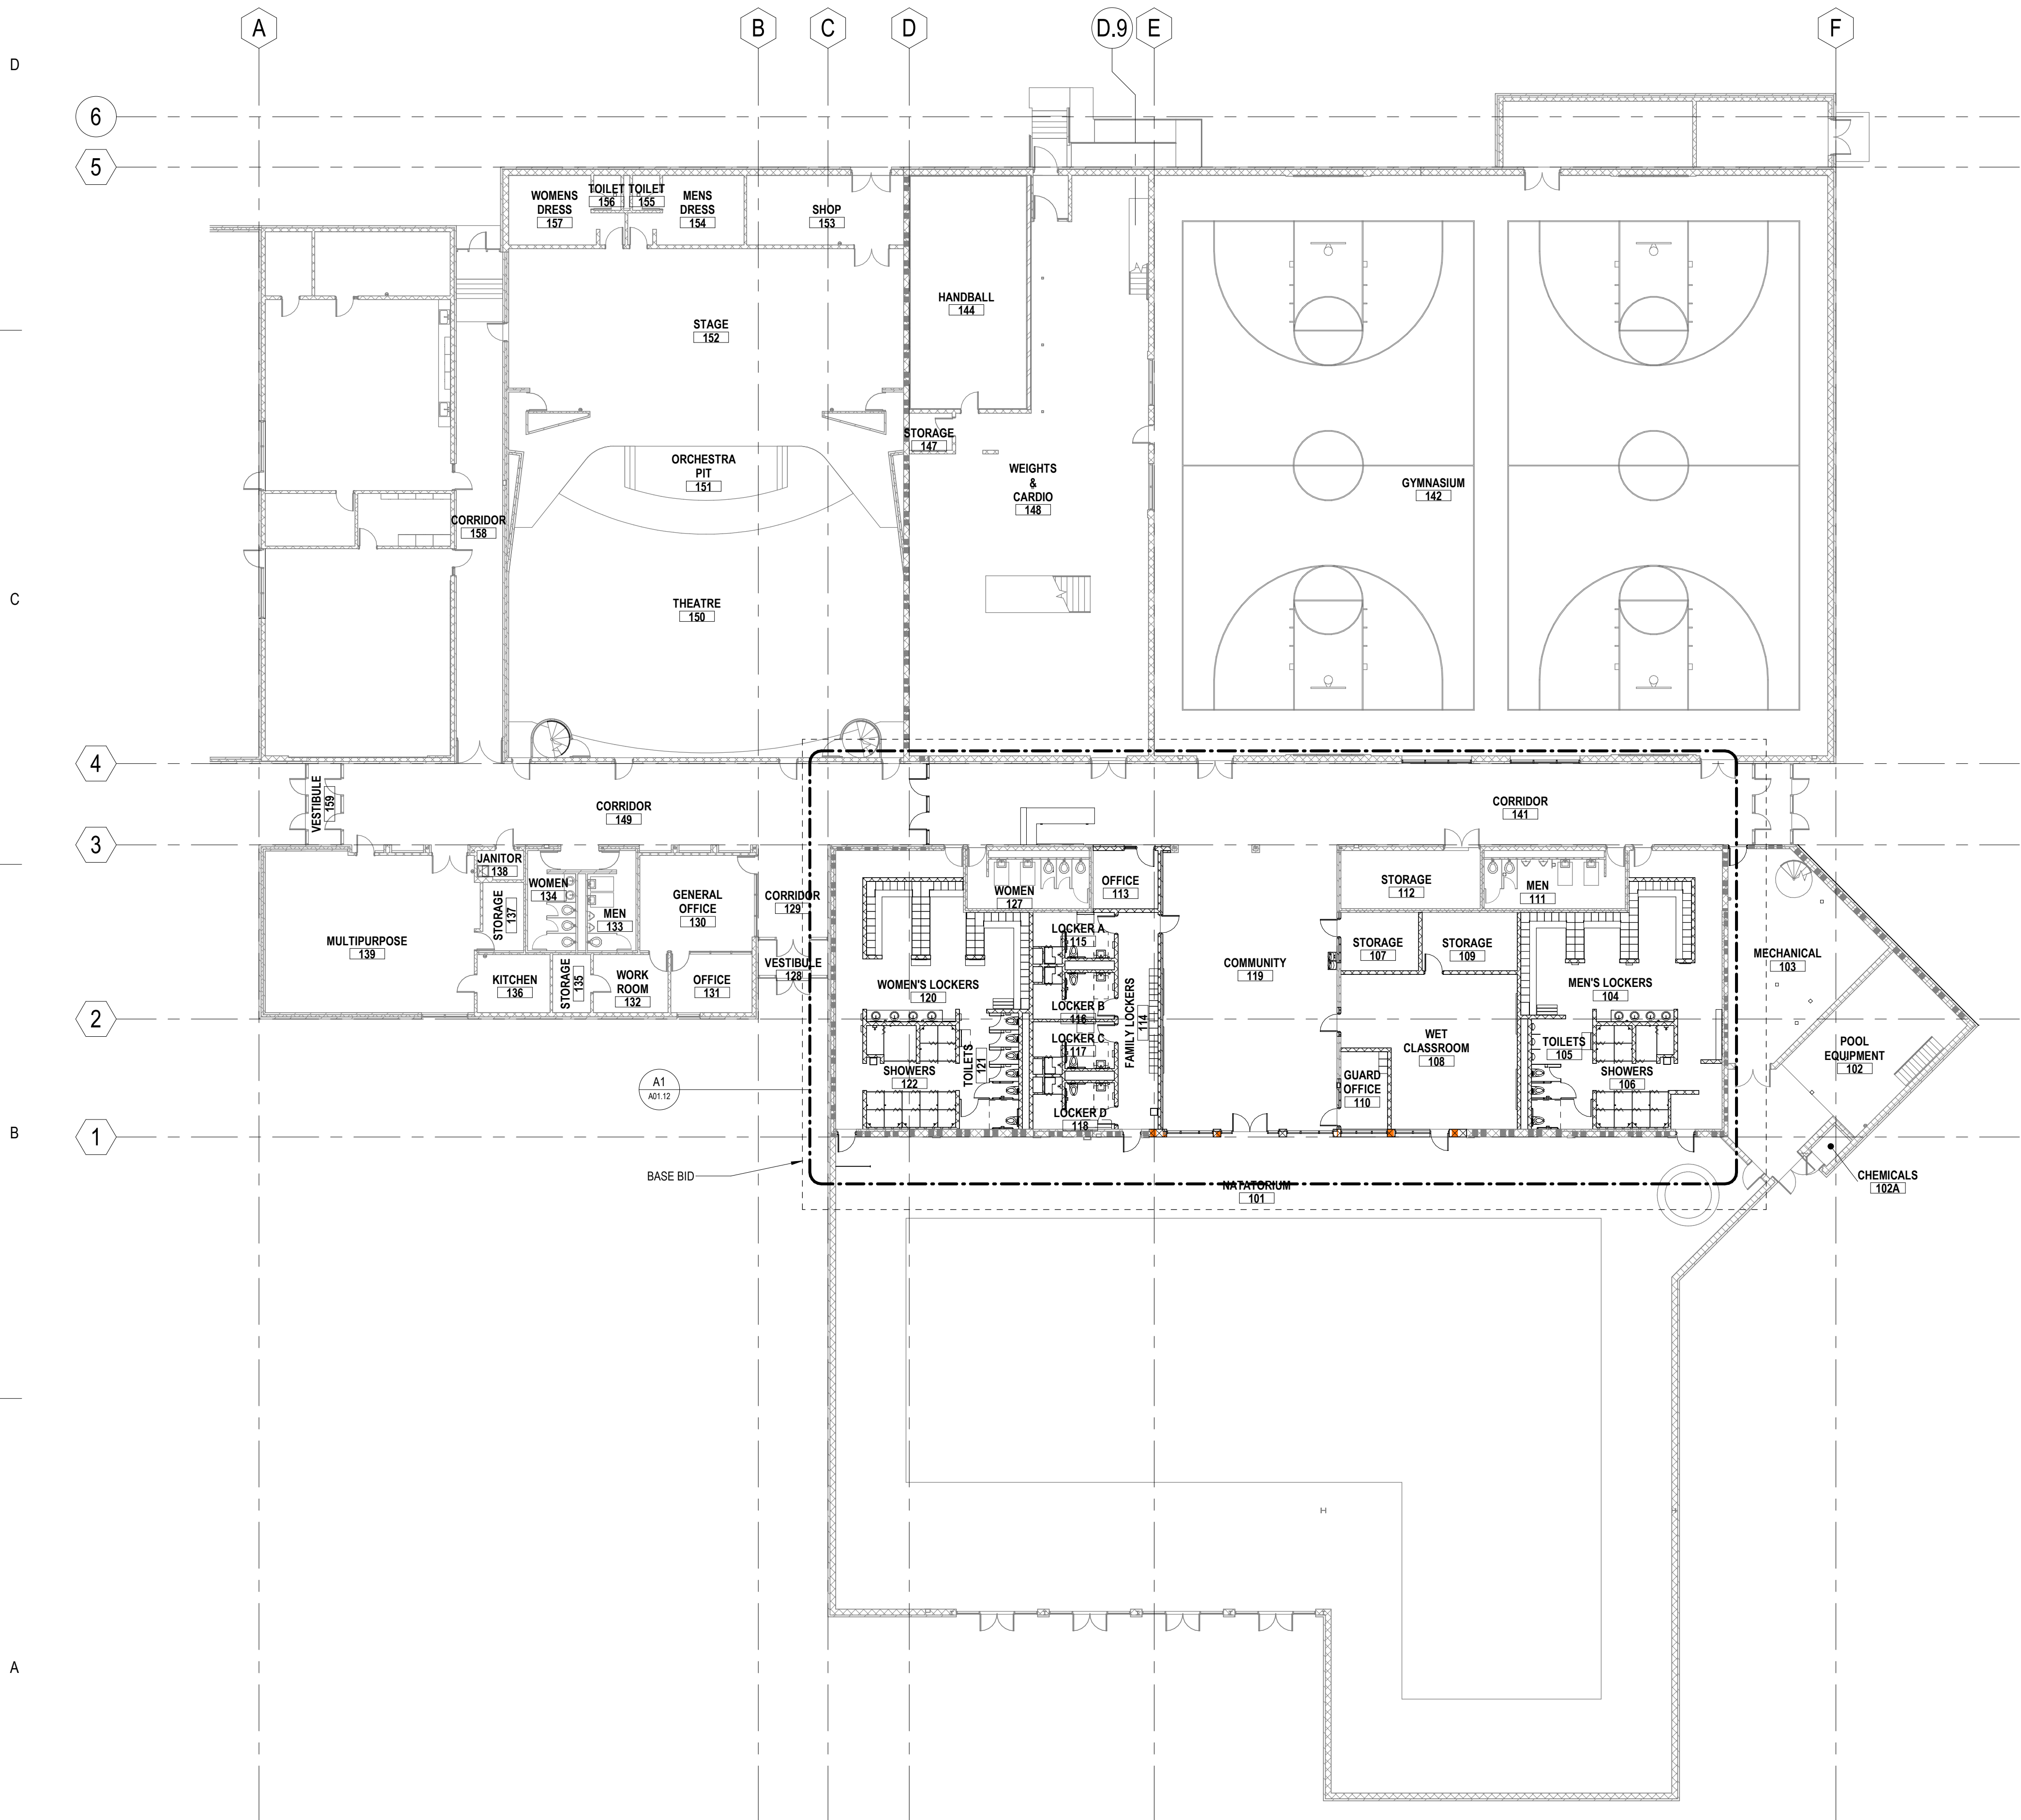 A
B
C
D
D.9
E
F
D
6
5
WOMENS
DRESS
157
TOILET
156
TOILET
155
MENS
DRESS
154
SHOP
153
HANDBALL
144
STAGE
152
STORAGE
147
ORCHESTRA
PIT
151
WEIGHTS
&
CARDIO
148
GYMNASIUM
142
CORRIDOR
158
C
THEATRE
150
4
VESTIBULE
159
CORRIDOR
149
CORRIDOR
141
3
JANITOR
138
WOMEN
134
STORAGE
137
MEN
133
GENERAL
OFFICE
130
CORRIDOR
129
WOMEN
127
OFFICE
113
STORAGE
112
MEN
111
MULTIPURPOSE
139
LOCKER A
115
STORAGE
107
STORAGE
109
MECHANICAL
103
KITCHEN
136
STORAGE
135
WORK
ROOM
132
OFFICE
131
VESTIBULE
128
WOMEN'S LOCKERS
120
COMMUNITY
119
MEN'S LOCKERS
104
LOCKER B
116
FAMILY LOCKERS
114
2
LOCKER C
117
WET
CLASSROOM
108
TOILETS
105
POOL
EQUIPMENT
102
SHOWERS
122
TOILETS
121
GUARD
OFFICE
110
SHOWERS
106
A1
A01.12
LOCKER D
118
B
1
BASE BID
NATATORIUM
101
CHEMICALS
102A
A